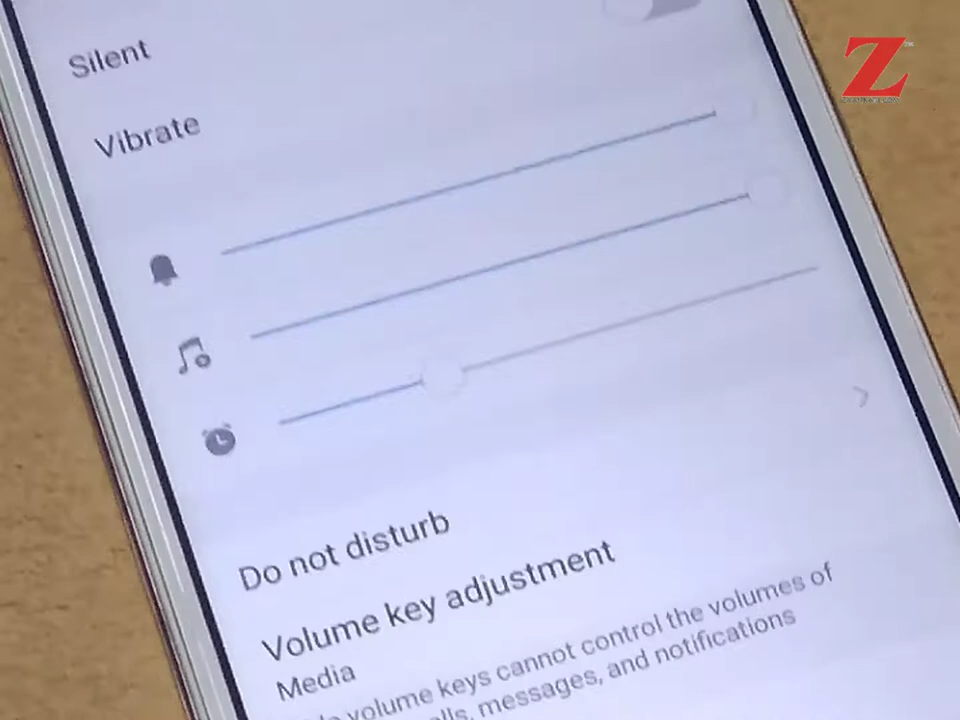 Z
Silent
Vibrate
Do not disturb
Volume key adjustment
Media
volume keys cannot control the volumes of
messages, and notifications